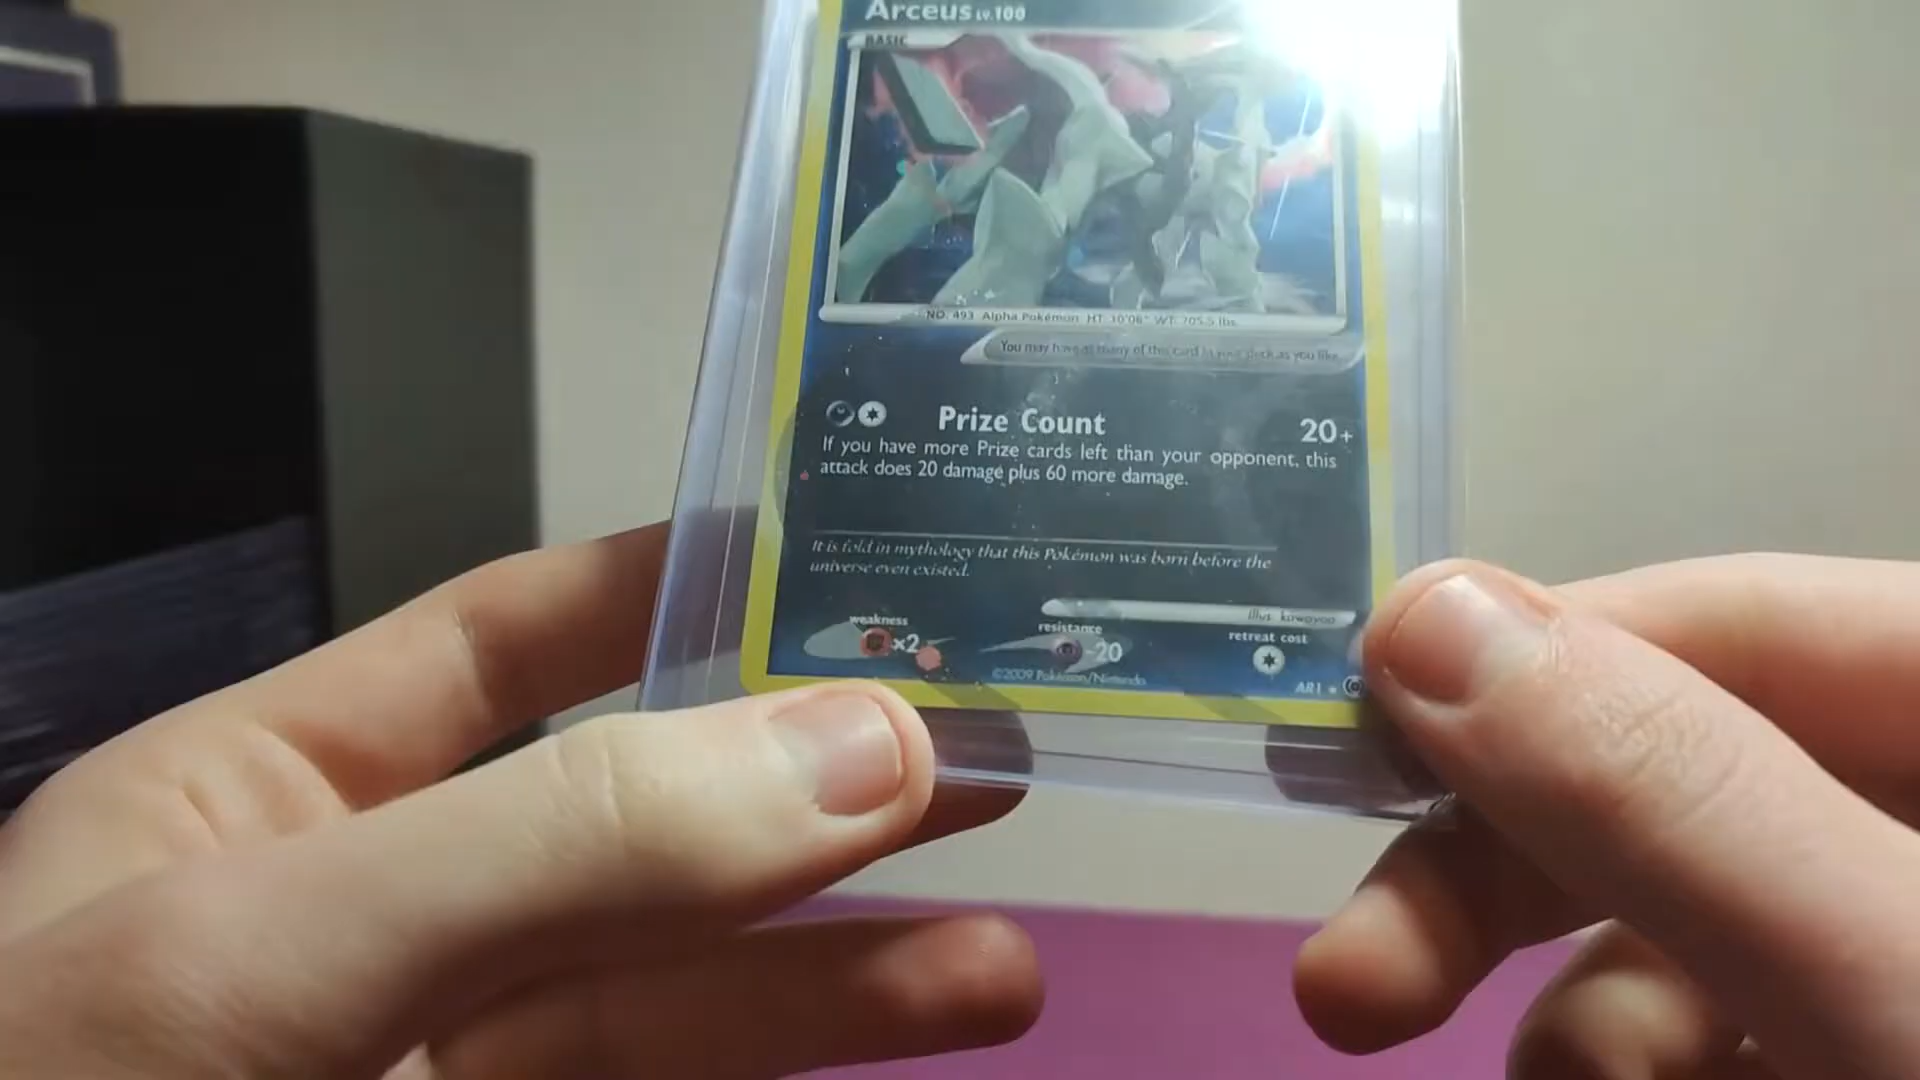 Arceus LV.100
BASIC
NO. 493 Alpha Pokémon HT: 10'06" WT: 705.5 lbs.
You may have as many of this card in your deck as you like.
Prize Count 20+
If you have more Prize cards left than your opponent, this
attack does 20 damage plus 60 more damage.
It is told in mythology that this Pokémon was born before the
universe even existed.
illus. kawayoo
weakness resistance retreat cost
×2 -20
©2009 Pokémon/Nintendo
AR1